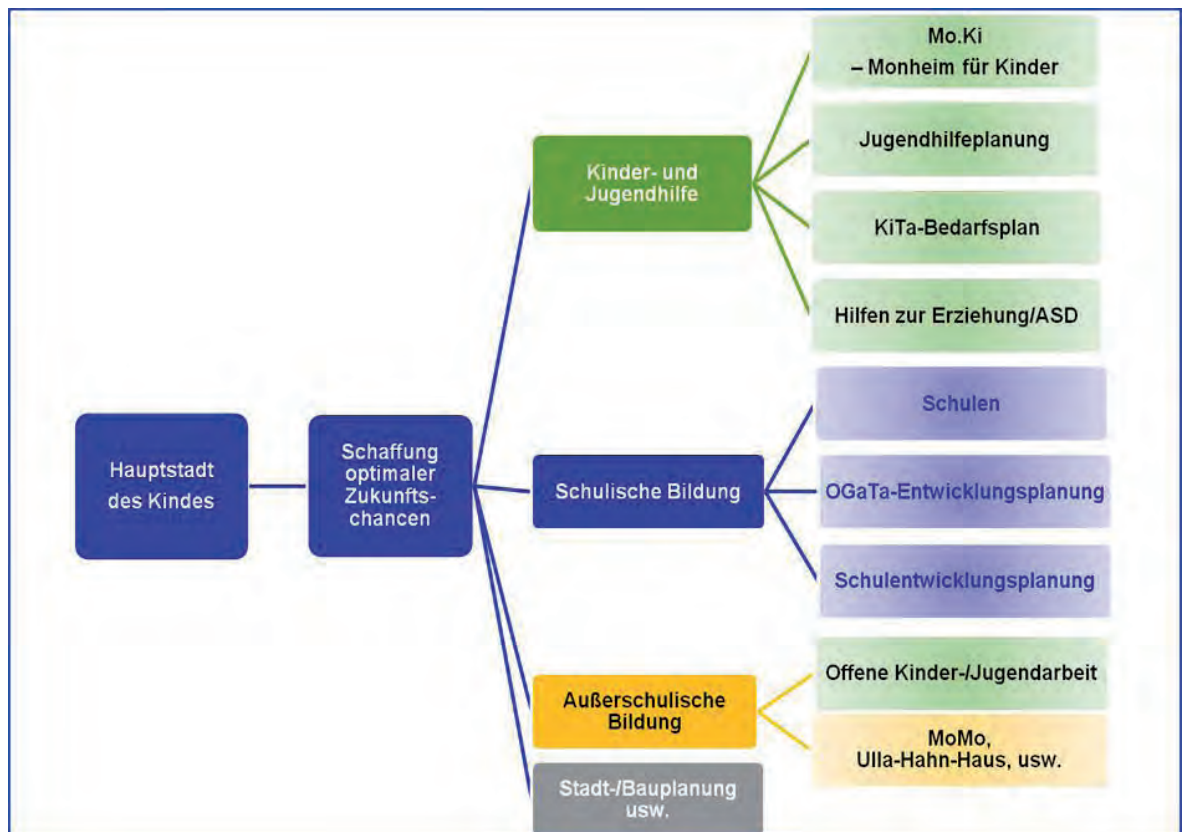 Hauptstadt
des Kindes
Schaffung
optimaler
Zukunfts-
chancen
Kinder- und
Jugendhilfe
Mo.Ki
– Monheim für Kinder
Jugendhilfeplanung
KiTa-Bedarfsplan
Hilfen zur Erziehung/ASD
Schulische Bildung
Schulen
OGaTa-Entwicklungsplanung
Schulentwicklungsplanung
Außerschulische
Bildung
Offene Kinder-/Jugendarbeit
MoMo,
Ulla-Hahn-Haus, usw.
Stadt-/Bauplanung
usw.